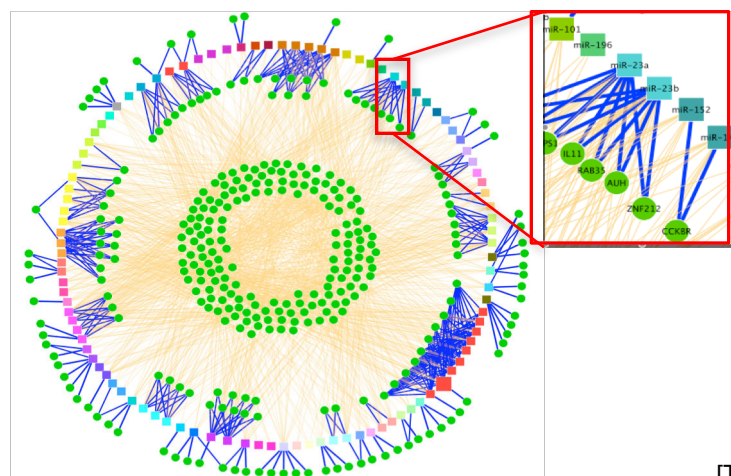 miR-101
miR-196
miR-23a
miR-23b
miR-152
IL11
RAB35
AUH
ZNF212
CCKBR